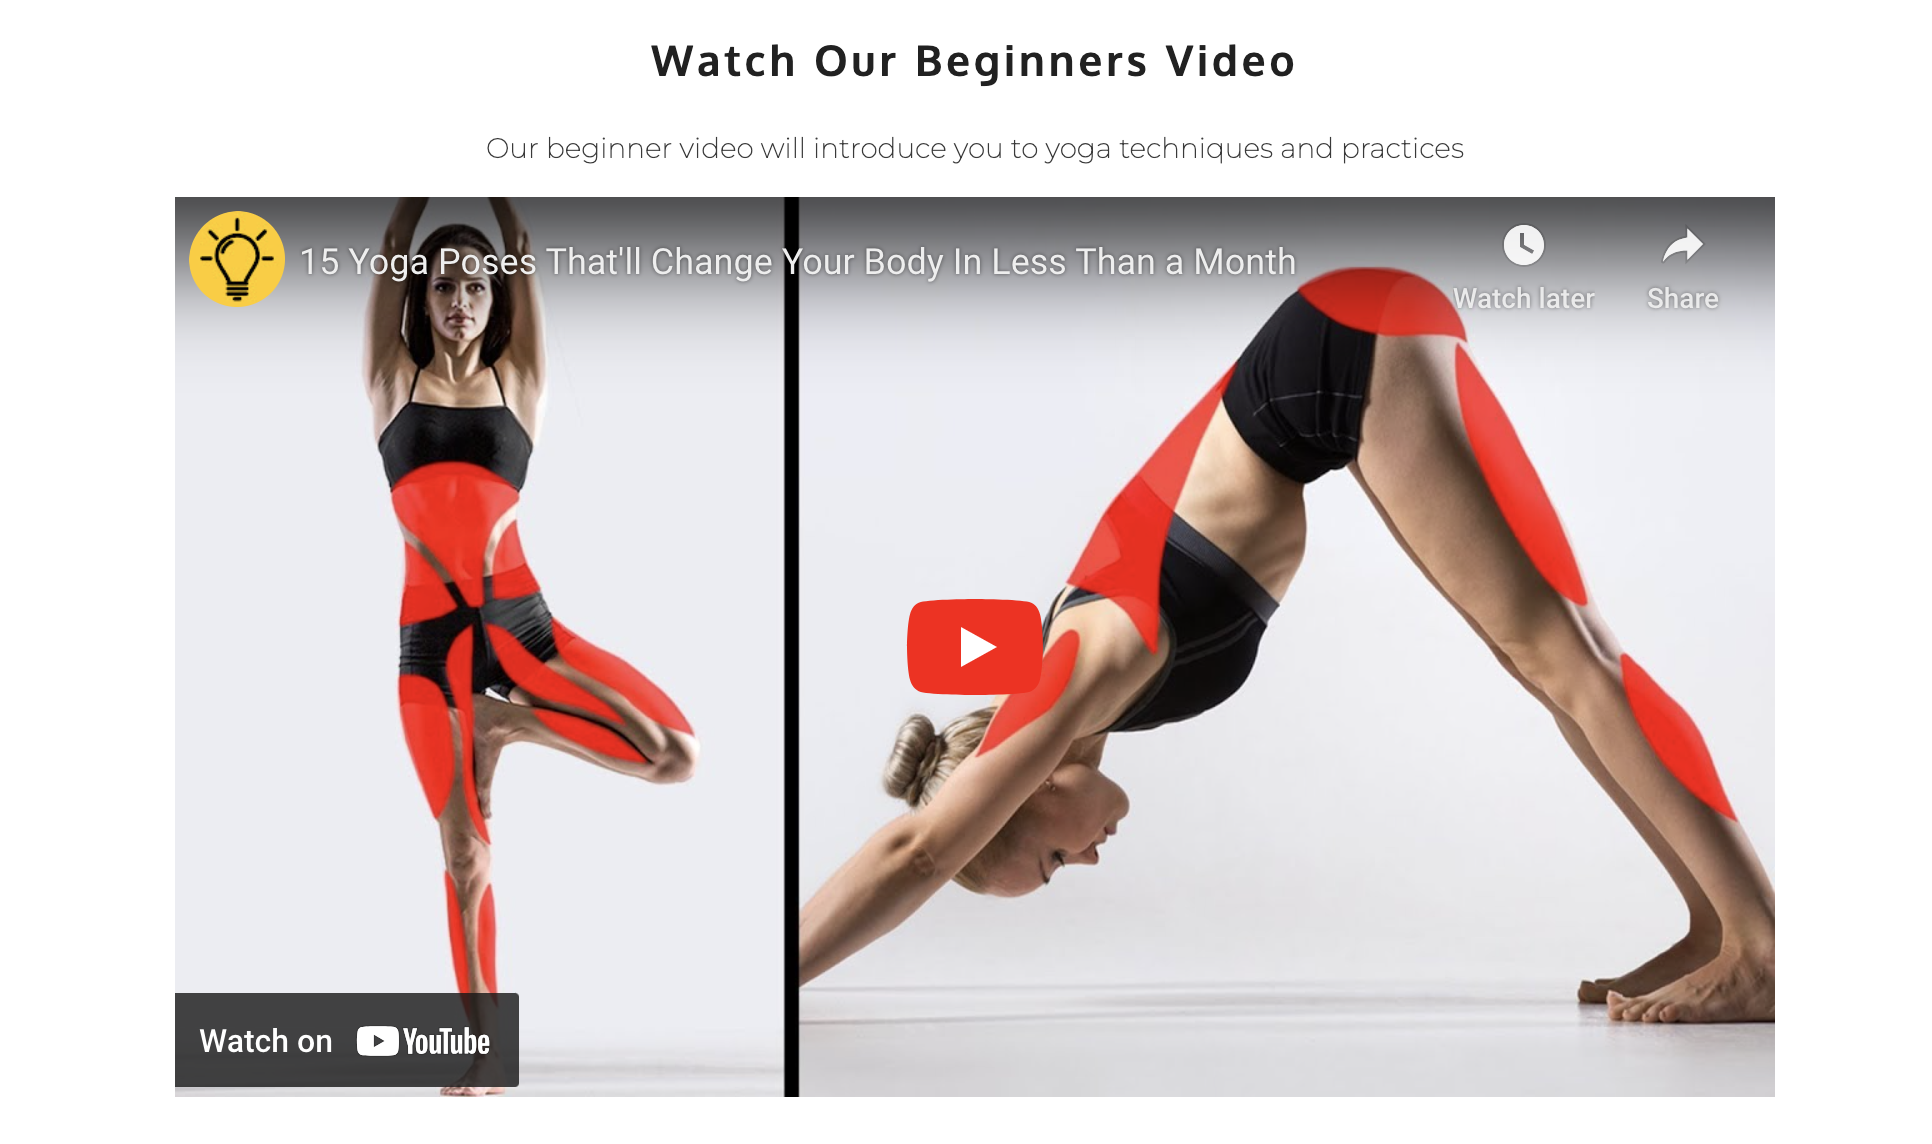 Watch Our Beginners Video
Our beginner video will introduce you to yoga techniques and practices
15 Yoga Poses That'll Change Your Body In Less Than a Month
Watch later
Share
Watch on YouTube